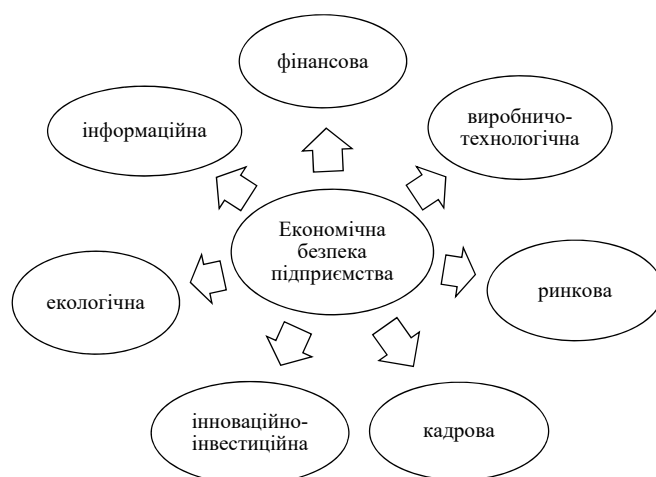 фінансова
інформаційна
виробничо-
технологічна
Економічна
безпека
підприємства
екологічна
ринкова
інноваційно-
інвестиційна
кадрова